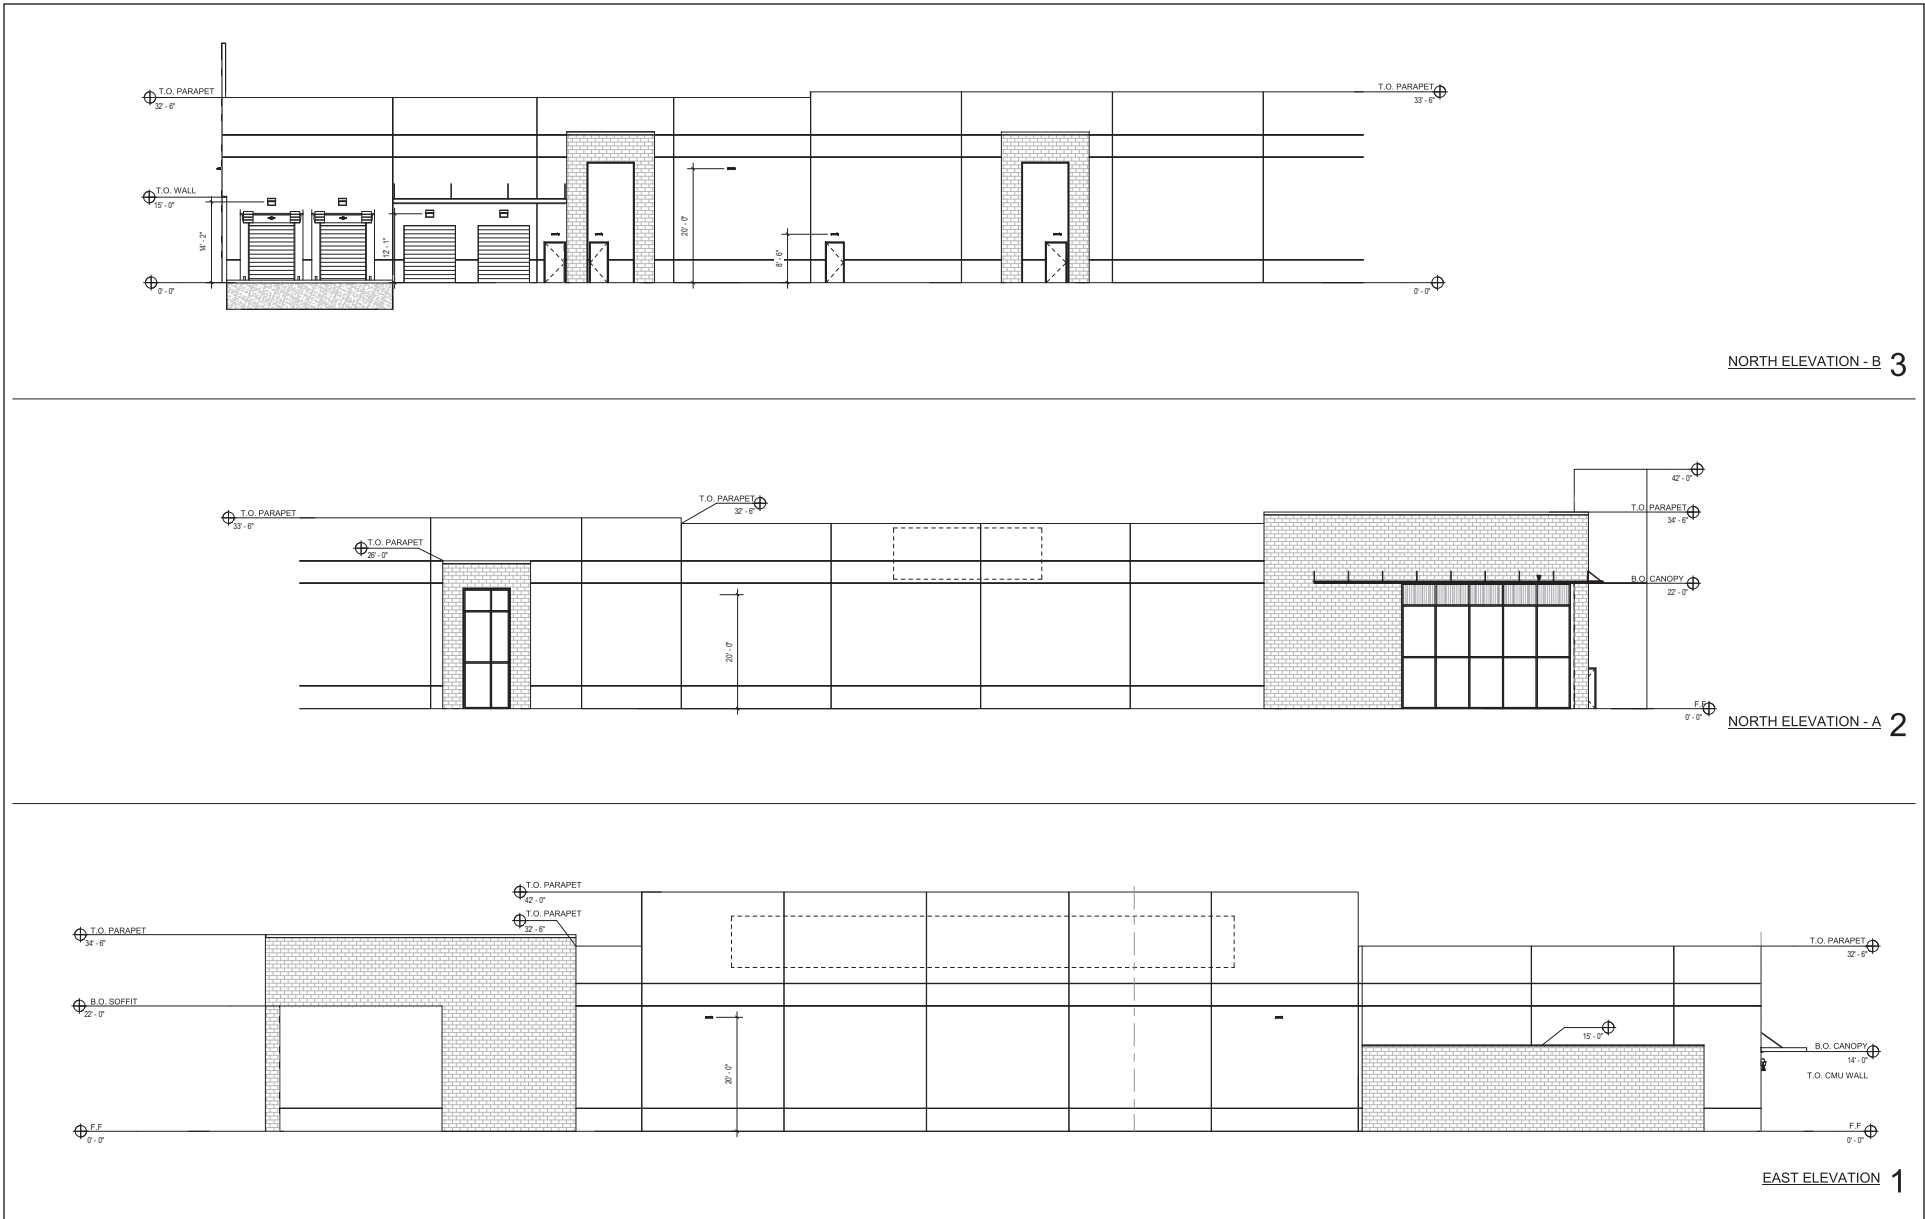 T.O. PARAPET
32' - 6"
T.O. PARAPET
33' - 6"
T.O. WALL
15' - 0"
14' - 2"
12' - 1"
20' - 0"
8' - 6"
0' - 0"
0' - 0"
NORTH ELEVATION - B 3
42' - 0"
T.O. PARAPET
32' - 6"
T.O. PARAPET
33' - 6"
T.O. PARAPET
34' - 6"
T.O. PARAPET
26' - 0"
B.O. CANOPY
22' - 0"
20' - 0"
F.F
0' - 0"
NORTH ELEVATION - A 2
T.O. PARAPET
42' - 0"
T.O. PARAPET
32' - 6"
T.O. PARAPET
34' - 6"
T.O. PARAPET
32' - 6"
B.O. SOFFIT
22' - 0"
15' - 0"
B.O. CANOPY
14' - 0"
T.O. CMU WALL
20' - 0"
F.F
0' - 0"
F.F
0' - 0"
EAST ELEVATION 1